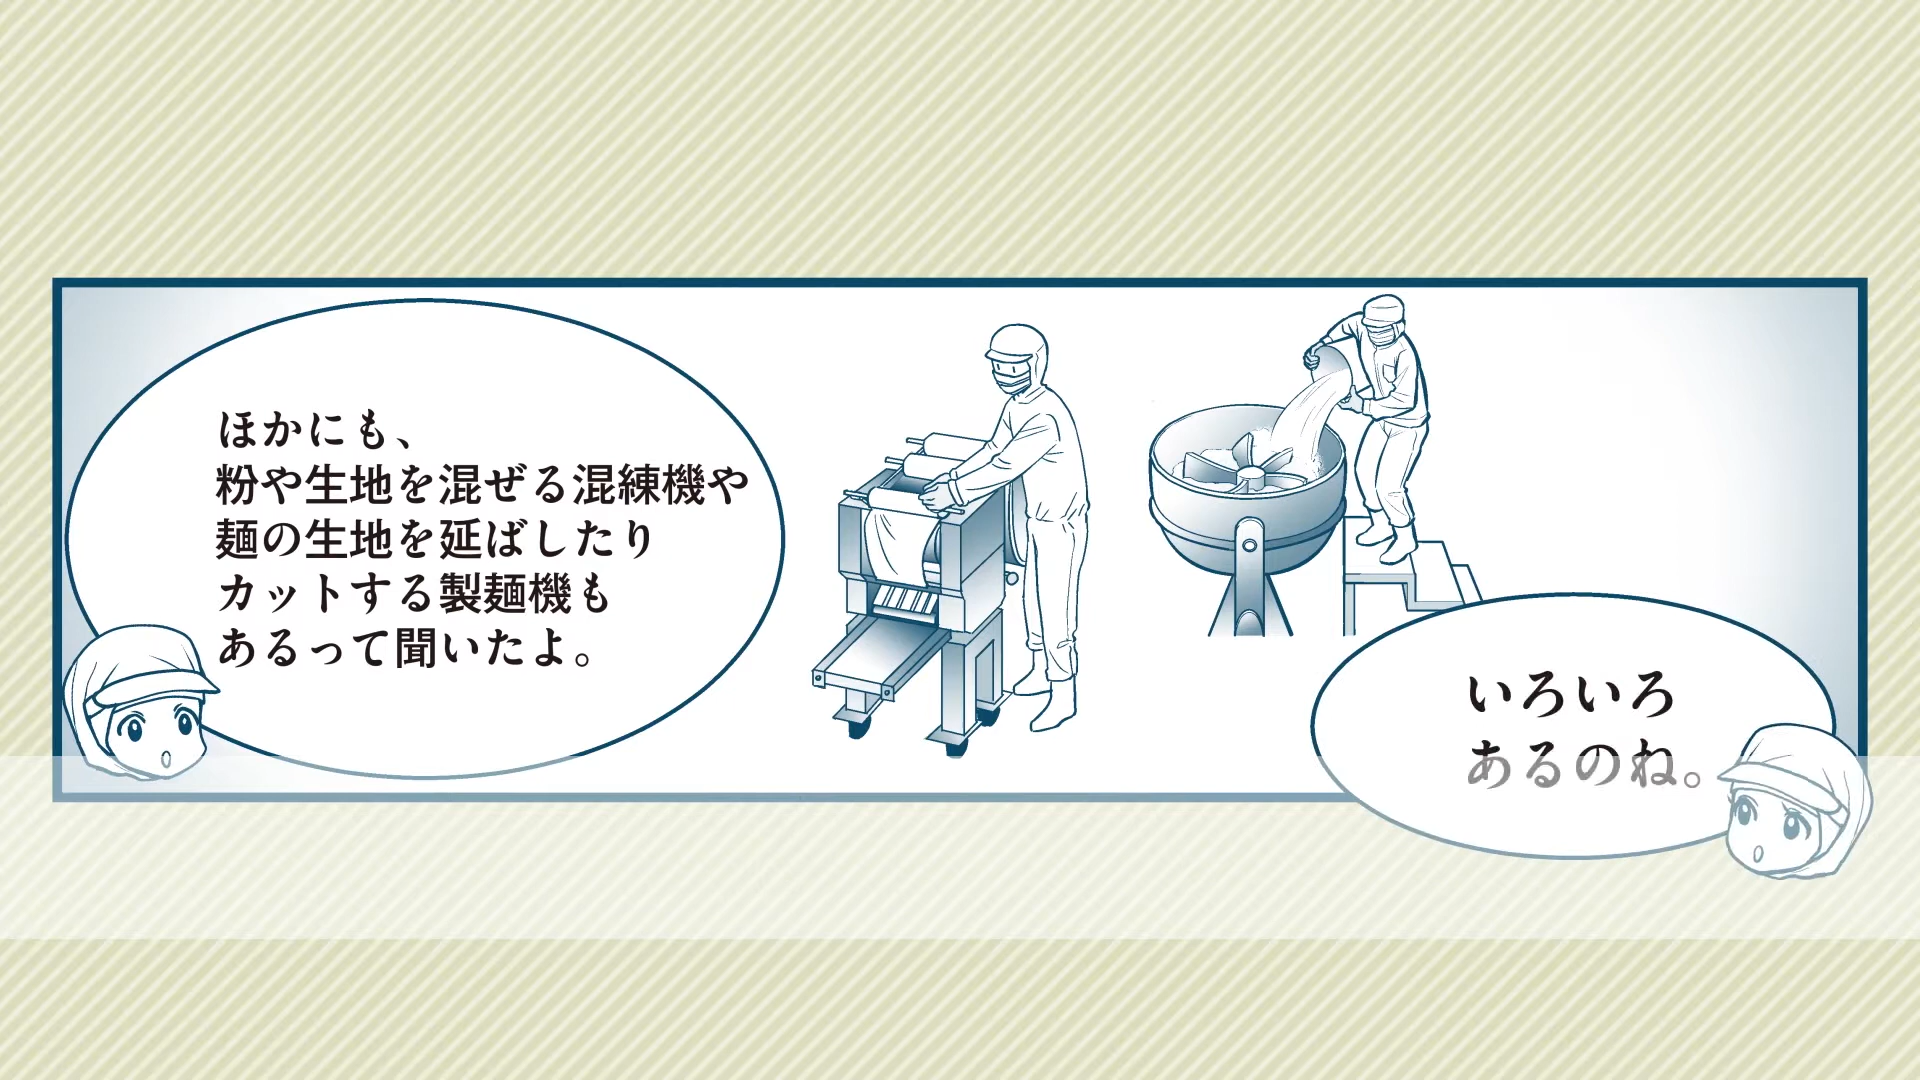 ほかにも、
粉や生地を混ぜる混練機や
麺の生地を延ばしたり
カットする製麺機も
あるって聞いたよ。
いろいろ
あるのね。